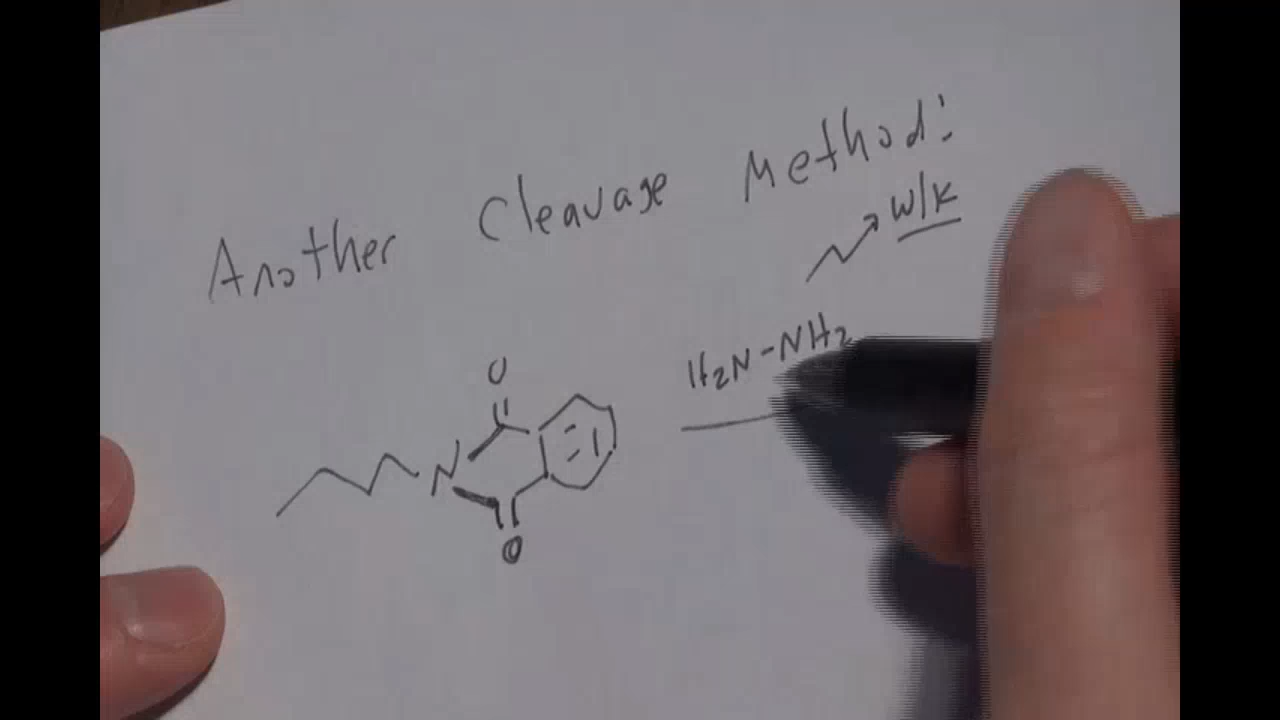 Another Cleavage Method:
W/K
H₂N-NH₂
O
N
O